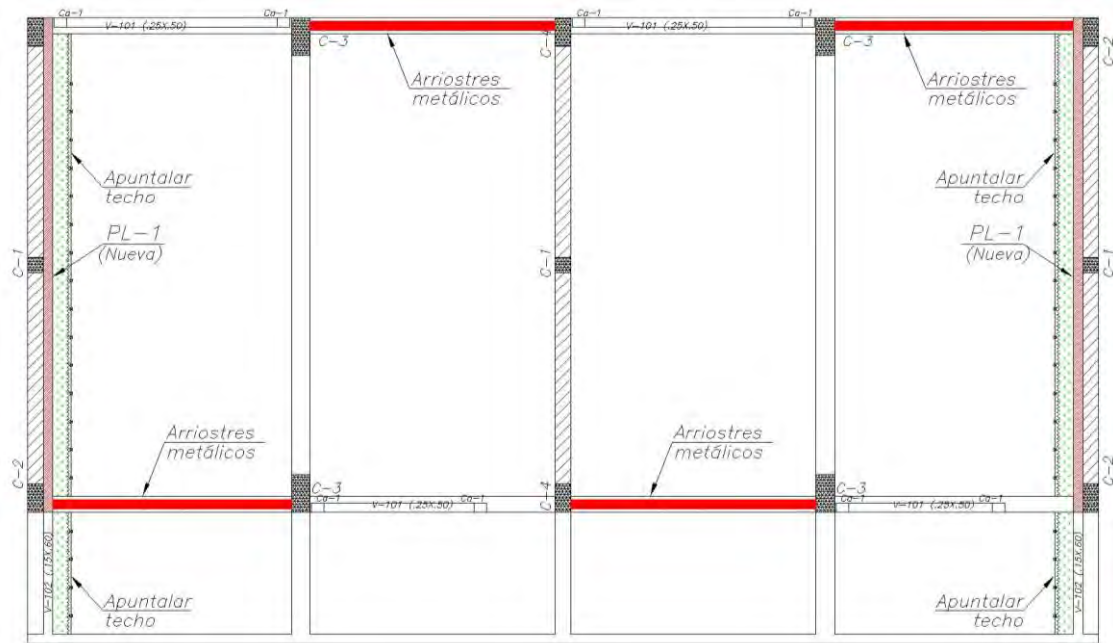 Ca-1
Ca-1
Ca-1
Ca-1
V-101 (.25X.50)
V-101 (.25X.50)
C-2
C-3
C-4
C-3
C-2
Arriostres
metálicos
Arriostres
metálicos
Apuntalar
techo
Apuntalar
techo
PL-1
(Nueva)
PL-1
(Nueva)
C-1
C-1
C-1
Arriostres
metálicos
Arriostres
metálicos
C-2
C-3
C-4
C-3
C-2
Ca-1
Ca-1
Ca-1
Ca-1
V-101 (.25X.50)
V-101 (.25X.50)
V-102 (.15X.60)
V-102 (.15X.60)
Apuntalar
techo
Apuntalar
techo